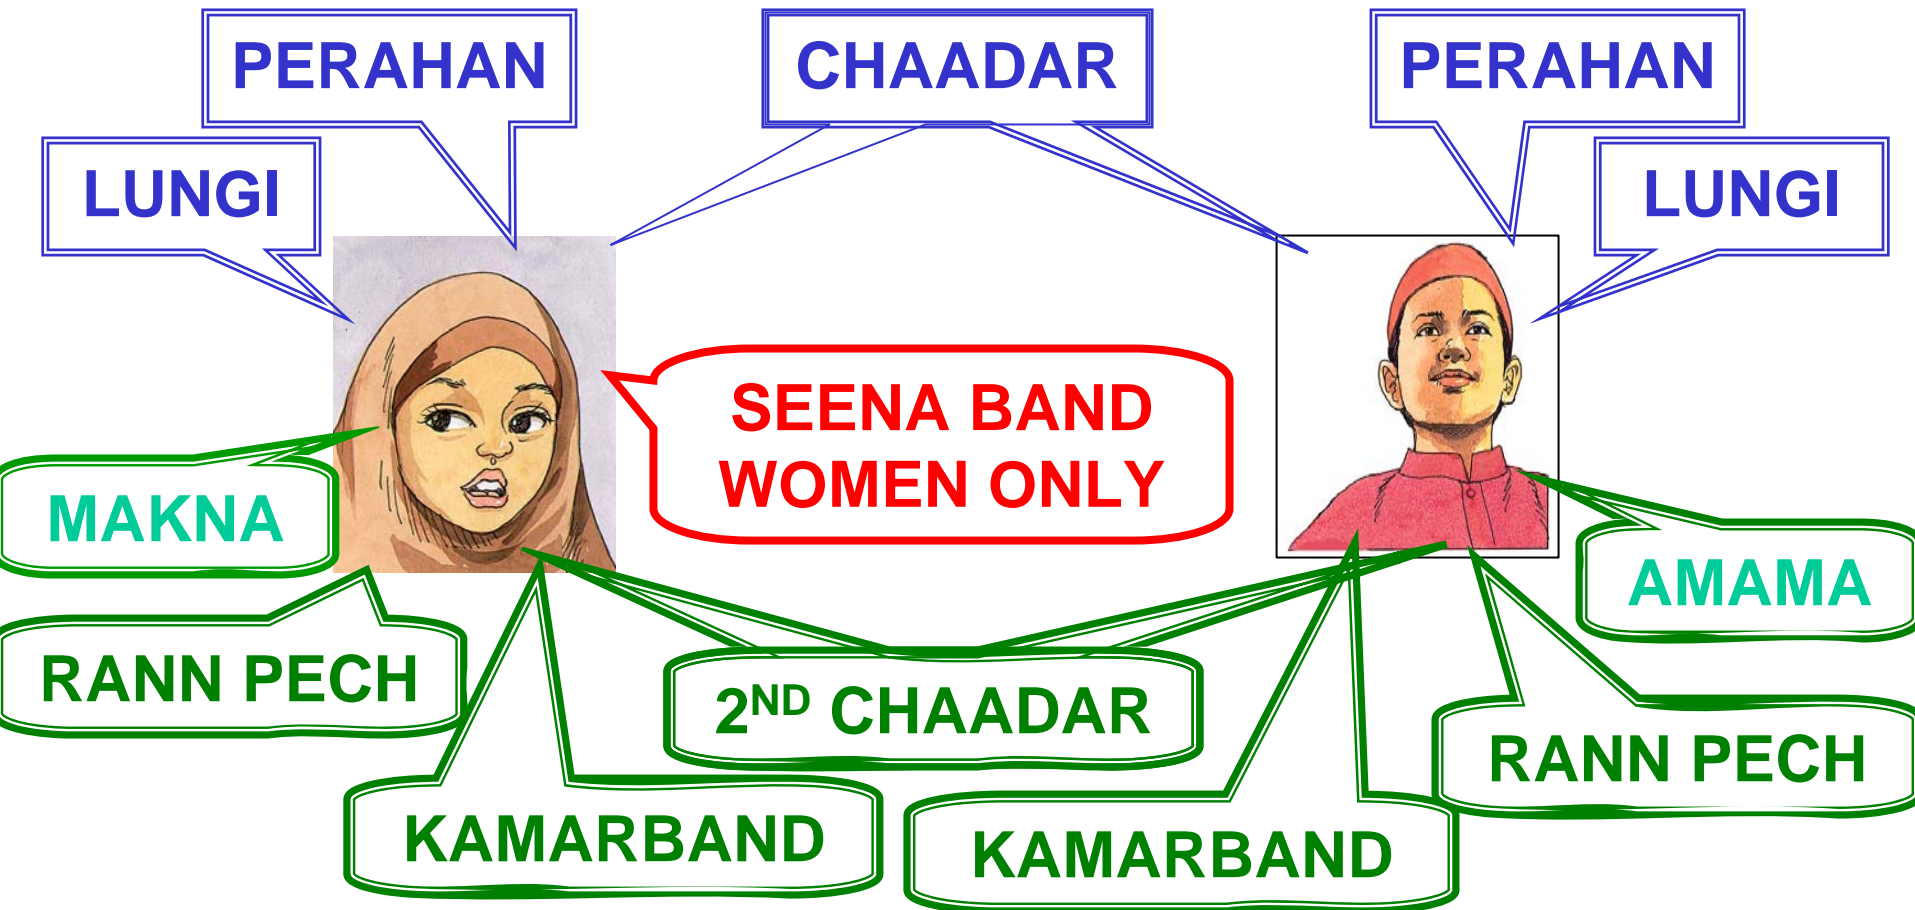 PERAHAN
CHAADAR
PERAHAN
LUNGI
LUNGI
SEENA BAND
WOMEN ONLY
MAKNA
AMAMA
RANN PECH
2ND CHAADAR
RANN PECH
KAMARBAND
KAMARBAND